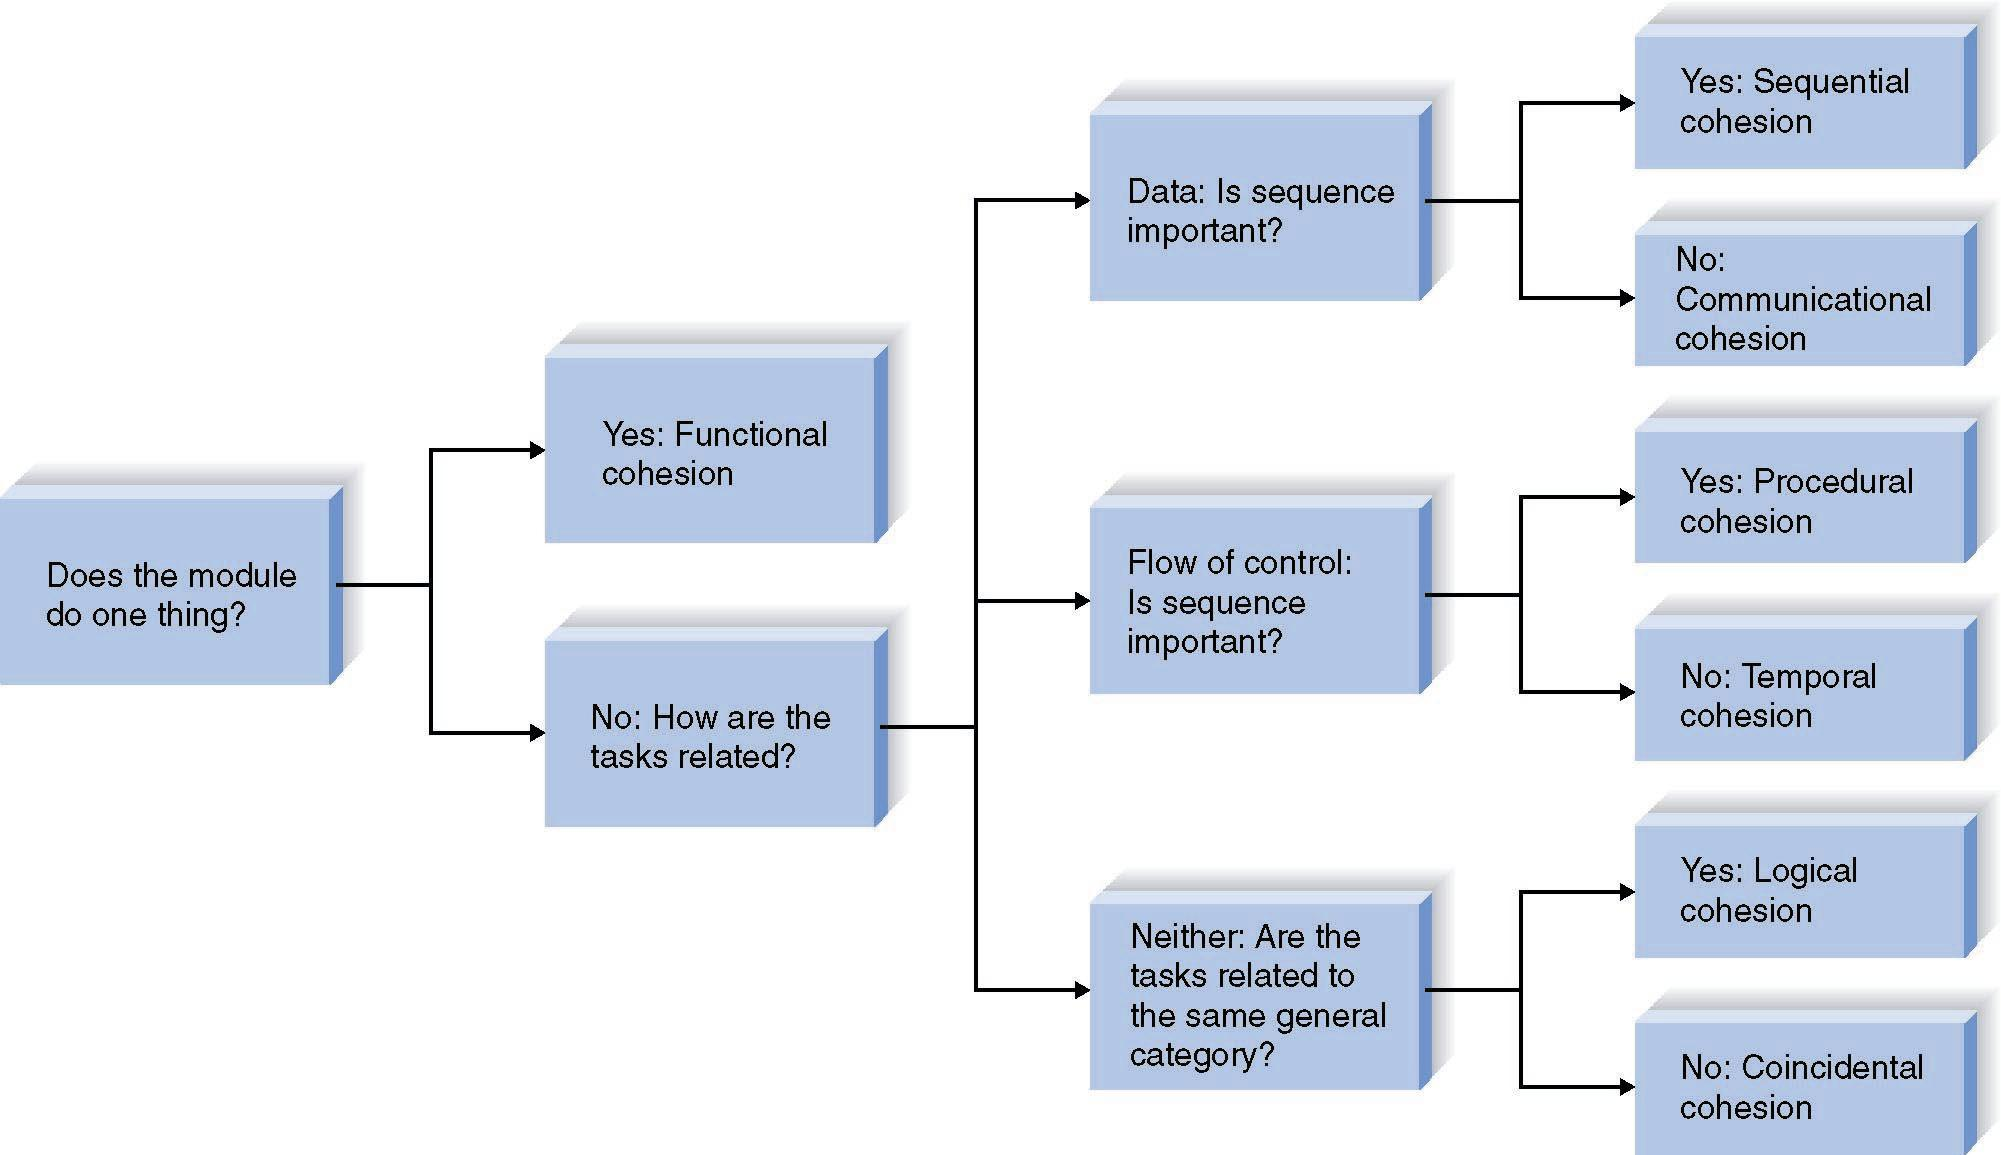 Does the module
do one thing?
Yes: Functional
cohesion
No: How are the
tasks related?
Data: Is sequence
important?
Flow of control:
Is sequence
important?
Neither: Are the
tasks related to
the same general
category?
Yes: Sequential
cohesion
No:
Communicational
cohesion
Yes: Procedural
cohesion
No: Temporal
cohesion
Yes: Logical
cohesion
No: Coincidental
cohesion